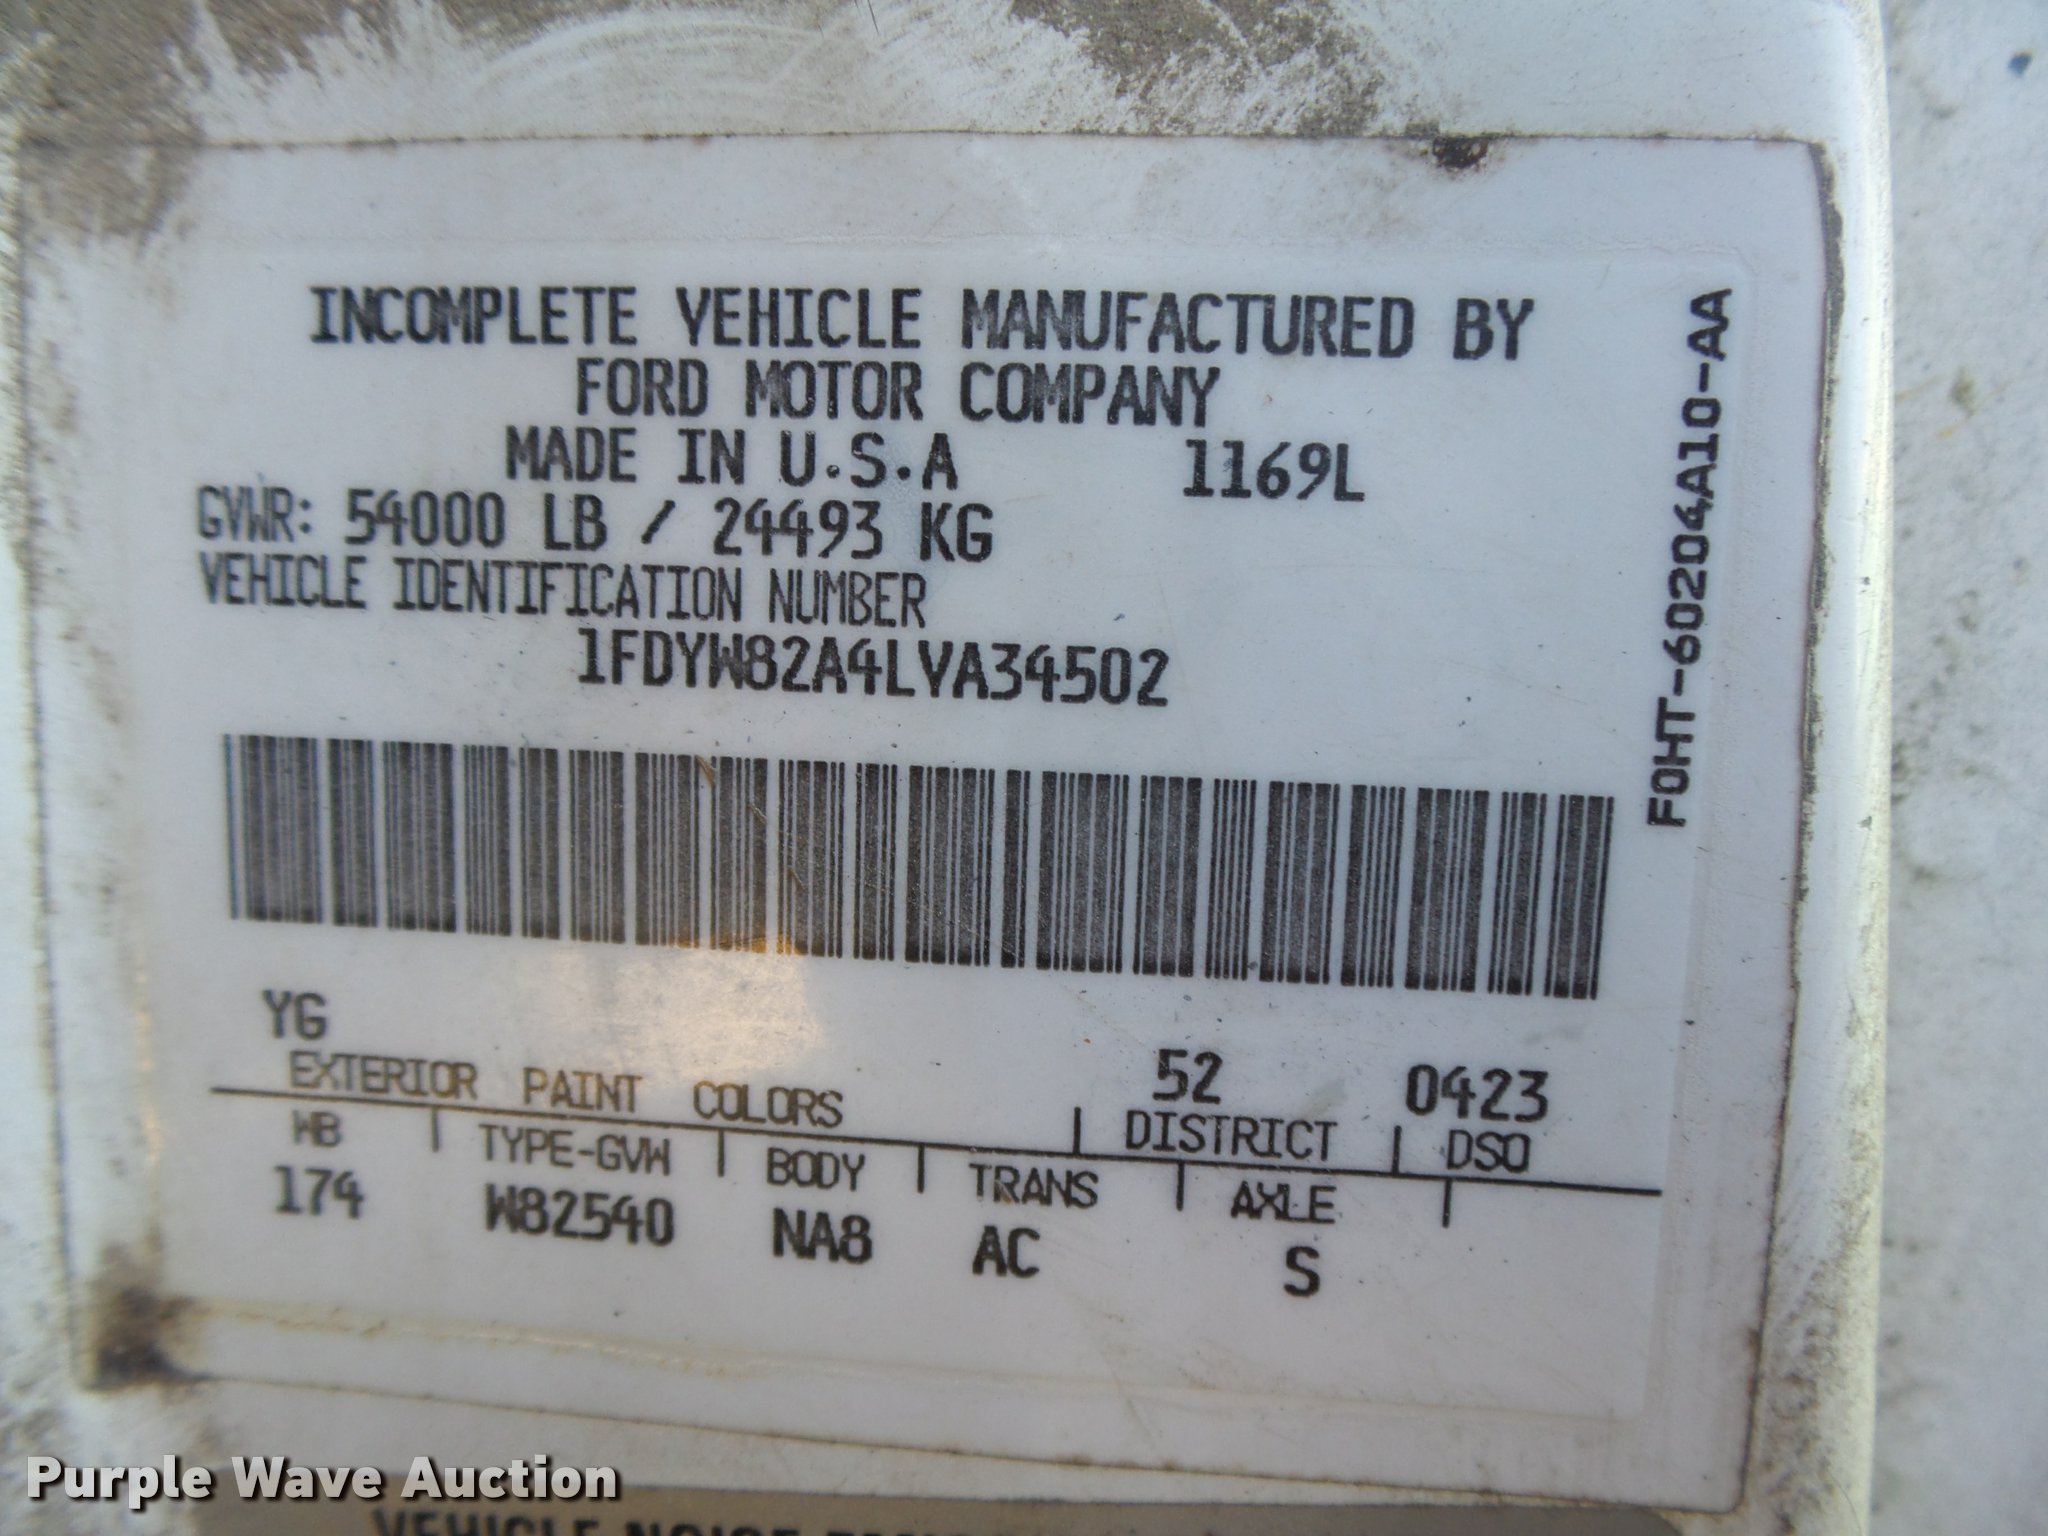 INCOMPLETE VEHICLE MANUFACTURED BY
FORD MOTOR COMPANY
MADE IN U.S.A 1169L
GVWR: 54000 LB / 24493 KG
VEHICLE IDENTIFICATION NUMBER
1FDYW82A4LVA34502
F0HT-60204A10-AA
YG 52 0423
EXTERIOR PAINT COLORS DISTRICT DSO
WB TYPE-GVW BODY TRANS AXLE
174 W82540 NA8 AC S
Purple Wave Auction
VEHICLE NOISE